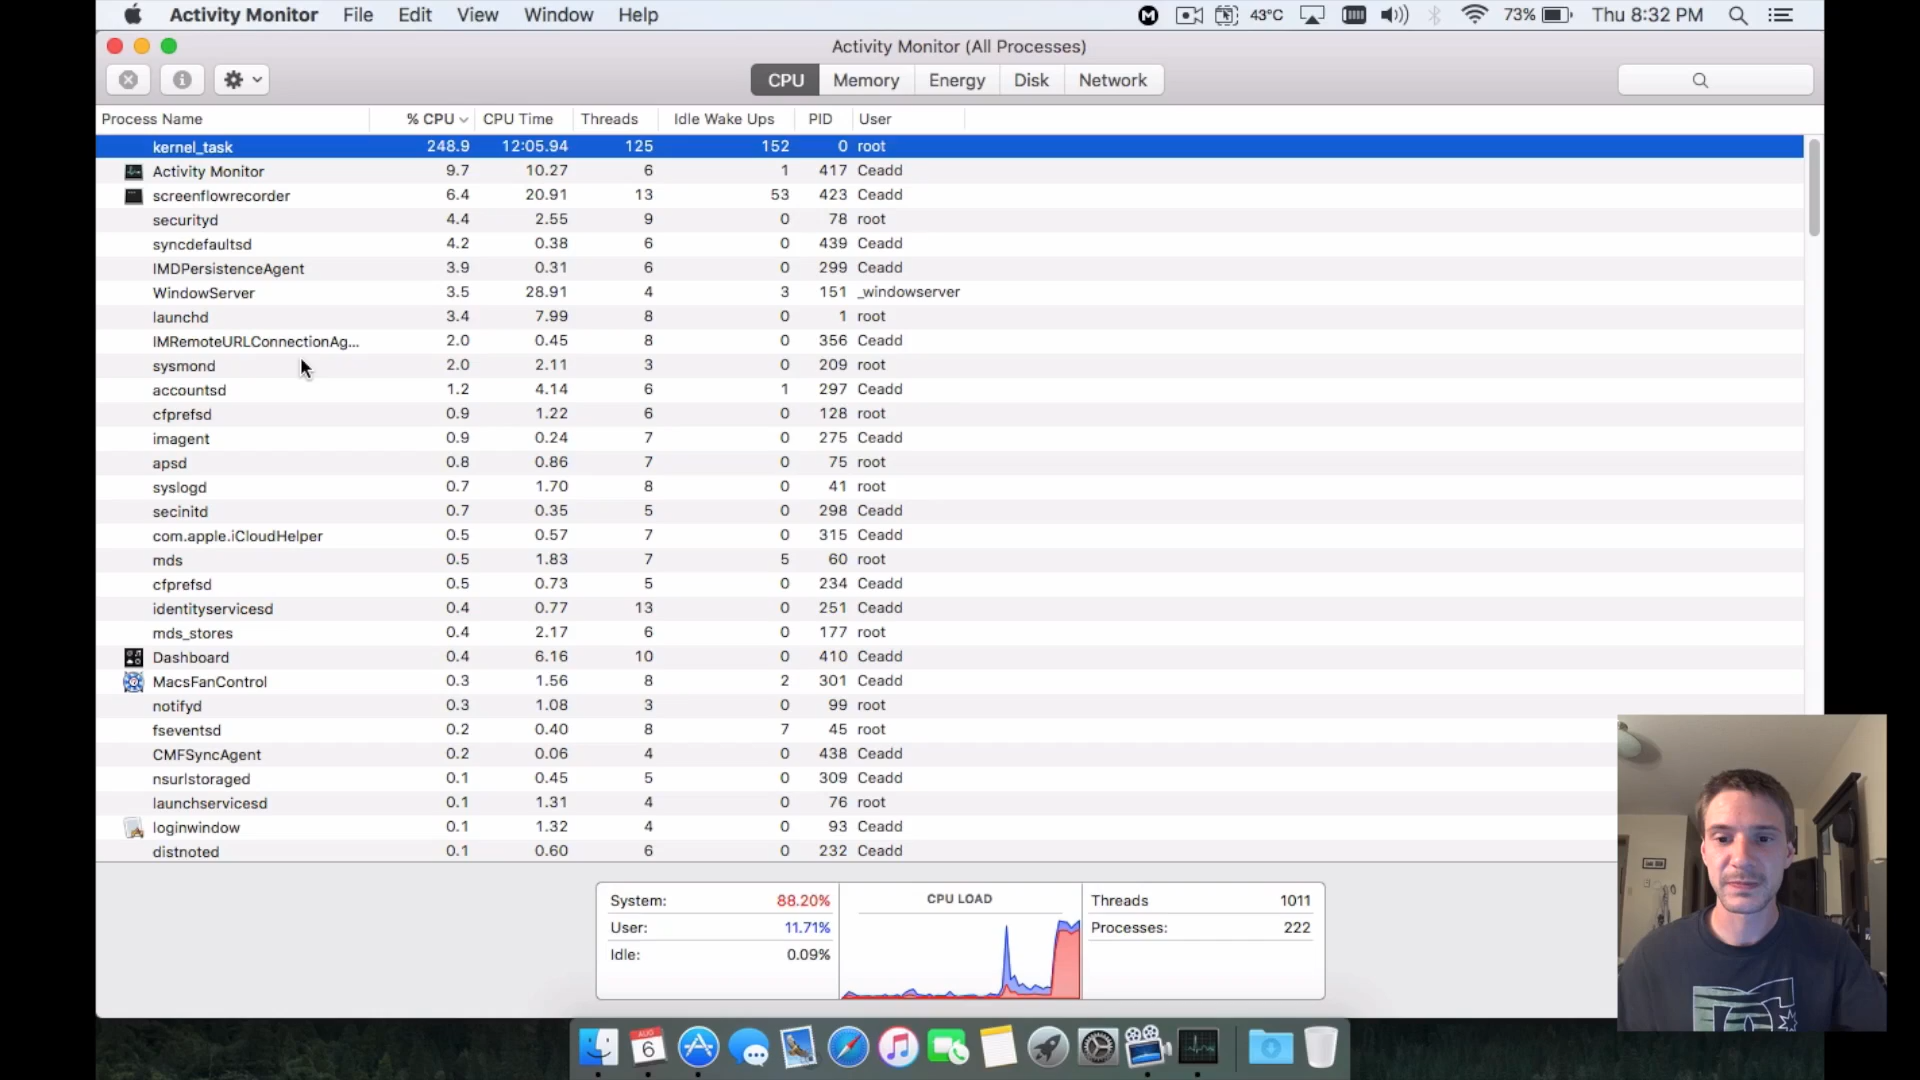 Activity Monitor File Edit View Window Help 43°C 73% Thu 8:32 PM
Activity Monitor (All Processes)
CPU Memory Energy Disk Network
Process Name % CPU CPU Time Threads Idle Wake Ups PID User
kernel_task 248.9 12:05.94 125 152 0 root
Activity Monitor 9.7 10.27 6 1 417 Ceadd
screenflowrecorder 6.4 20.91 13 53 423 Ceadd
securityd 4.4 2.55 9 0 78 root
syncdefaultsd 4.2 0.38 6 0 439 Ceadd
IMDPersistenceAgent 3.9 0.31 6 0 299 Ceadd
WindowServer 3.5 28.91 4 3 151 _windowserver
launchd 3.4 7.99 8 0 1 root
IMRemoteURLConnectionAg... 2.0 0.45 8 0 356 Ceadd
sysmond 2.0 2.11 3 0 209 root
accountsd 1.2 4.14 6 1 297 Ceadd
cfprefsd 0.9 1.22 6 0 128 root
imagent 0.9 0.24 7 0 275 Ceadd
apsd 0.8 0.86 7 0 75 root
syslogd 0.7 1.70 8 0 41 root
secinitd 0.7 0.35 5 0 298 Ceadd
com.apple.iCloudHelper 0.5 0.57 7 0 315 Ceadd
mds 0.5 1.83 7 5 60 root
cfprefsd 0.5 0.73 5 0 234 Ceadd
identityservicesd 0.4 0.77 13 0 251 Ceadd
mds_stores 0.4 2.17 6 0 177 root
Dashboard 0.4 6.16 10 0 410 Ceadd
MacsFanControl 0.3 1.56 8 2 301 Ceadd
notifyd 0.3 1.08 3 0 99 root
fseventsd 0.2 0.40 8 7 45 root
CMFSyncAgent 0.2 0.06 4 0 438 Ceadd
nsurlstoraged 0.1 0.45 5 0 309 Ceadd
launchservicesd 0.1 1.31 4 0 76 root
loginwindow 0.1 1.32 4 0 93 Ceadd
distnoted 0.1 0.60 6 0 232 Ceadd
System: 88.20% CPU LOAD Threads 1011
User: 11.71% Processes: 222
Idle: 0.09%
AUG
6